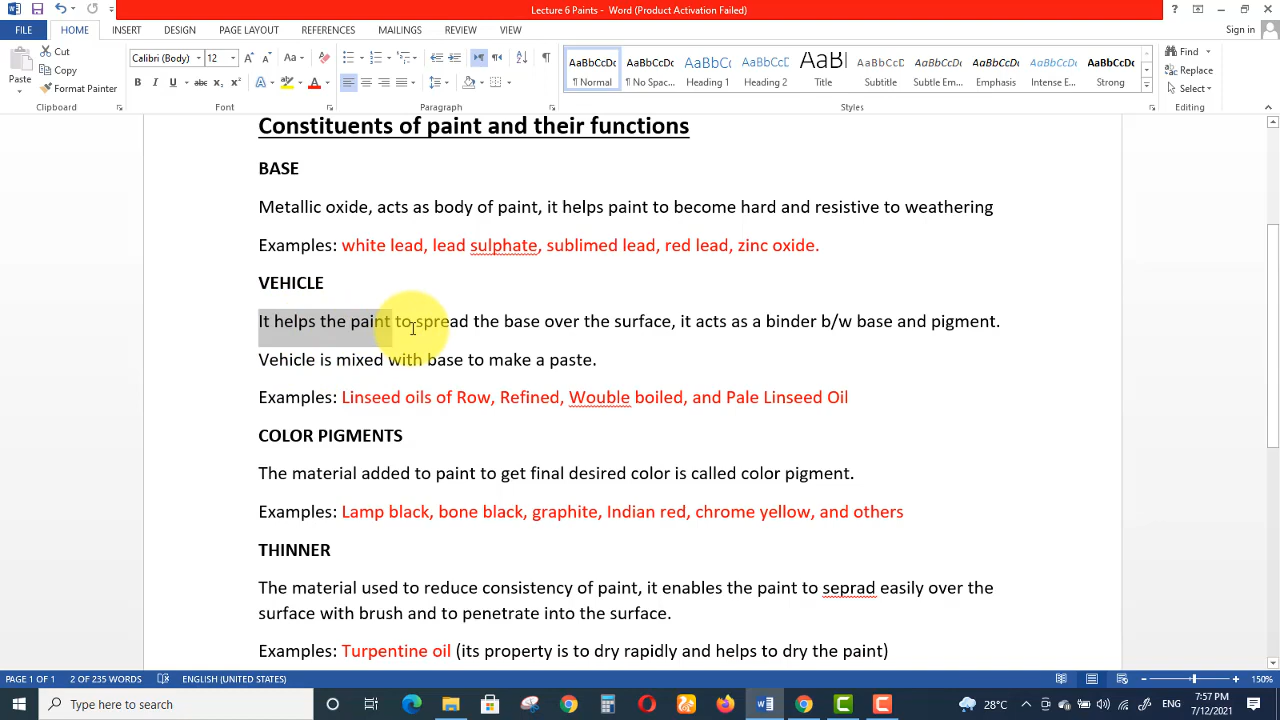 Lecture 6 Paints - Word (Product Activation Failed)
FILE HOME INSERT DESIGN PAGE LAYOUT REFERENCES MAILINGS REVIEW VIEW Sign in
Cut
Copy
Format Painter
Paste
Calibri (Body) 12
Aa
B I U abc X₂ X² A A
Find
Replace
Select
AaBbCcDc AaBbCcDc AaBbCc AaBbCc AaBl AaBbCcDc AaBbCcDc AaBbCcDc AaBbCcDc AaBbCcDc
¶ Normal ¶ No Spac... Heading 1 Heading 2 Title Subtitle Subtle Em... Emphasis Intense E... Strong
Clipboard Font Paragraph Styles Editing
Constituents of paint and their functions
BASE
Metallic oxide, acts as body of paint, it helps paint to become hard and resistive to weathering
Examples: white lead, lead sulphate, sublimed lead, red lead, zinc oxide.
VEHICLE
It helps the paint to spread the base over the surface, it acts as a binder b/w base and pigment.
Vehicle is mixed with base to make a paste.
Examples: Linseed oils of Row, Refined, Wouble boiled, and Pale Linseed Oil
COLOR PIGMENTS
The material added to paint to get final desired color is called color pigment.
Examples: Lamp black, bone black, graphite, Indian red, chrome yellow, and others
THINNER
The material used to reduce consistency of paint, it enables the paint to seprad easily over the
surface with brush and to penetrate into the surface.
Examples: Turpentine oil (its property is to dry rapidly and helps to dry the paint)
PAGE 1 OF 1 2 OF 235 WORDS ENGLISH (UNITED STATES) 150%
Type here to search
28°C ENG 7:57 PM
7/12/2021